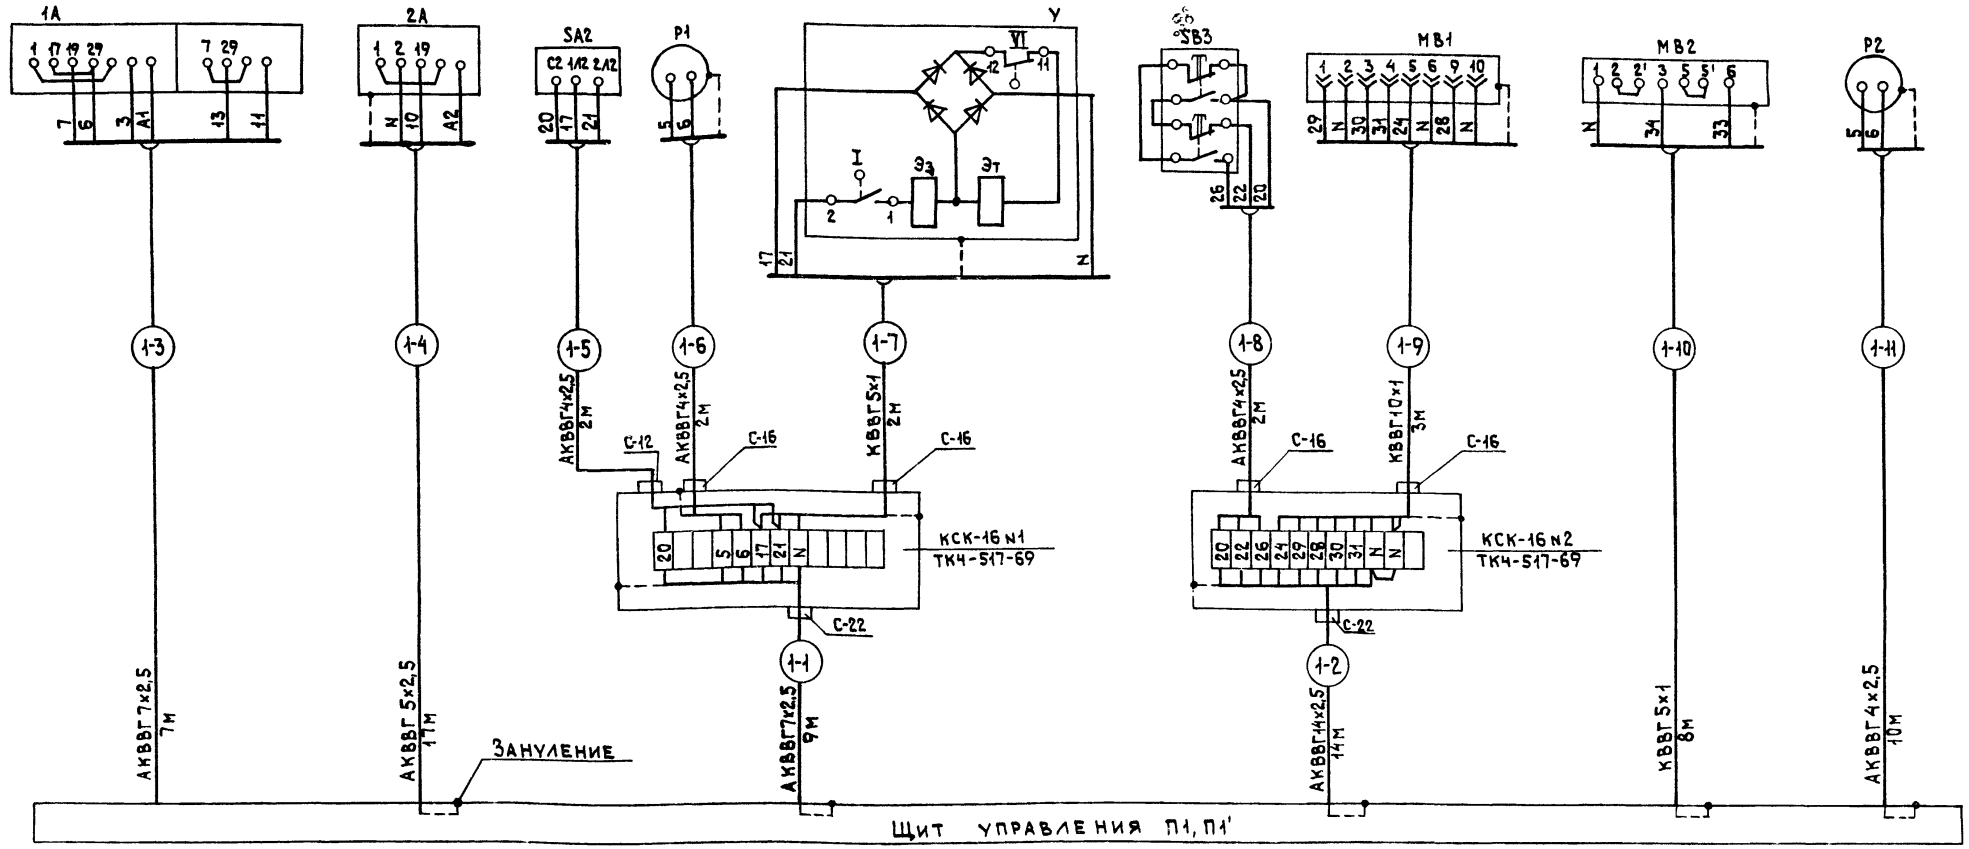 1А
2А
SA2
P1
У
SB3
МВ1
МВ2
P2
1 17 19 29
7 29
1 2 19
С2 1/12 2/12
12 VI 11
1 2 3 4 5 6 9 10
1 2 2' 3 5 5' 6
I
2 1
Эз Эт
7 6 3 А1 13 11
N 10 А2
20 17 21
5 6
17 21 N
26 22 20
29 N 30 31 24 N 28 N
N 34 33
5 6
1-3
1-4
1-5
1-6
1-7
1-8
1-9
1-10
1-11
АКВВГ4х2,5
2м
АКВВГ4х2,5
2м
КВВГ5х1
2м
АКВВГ4х2,5
2м
КВВГ10х1
3м
С-12
С-16
С-16
С-16
С-16
20 5 6 17 21 N
КСК-16 N1
ТК4-517-69
20 22 26 24 29 28 30 31 N N
КСК-16 N2
ТК4-517-69
С-22
С-22
1-1
1-2
АКВВГ7х2,5
7м
АКВВГ5х2,5
17м
АКВВГ7х2,5
9м
АКВВГ14х2,5
14м
КВВГ5х1
8м
АКВВГ4х2,5
10м
Зануление
Щит управления П1,П1'